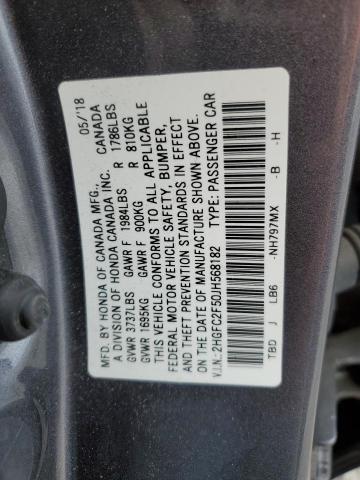 MFD. BY HONDA OF CANADA MFG., 05/'18
A DIVISION OF HONDA CANADA INC. CANADA
GVWR 3737LBS GAWR F 1984LBS R 1786LBS
GVWR 1695KG GAWR F 900KG R 810KG
THIS VEHICLE CONFORMS TO ALL APPLICABLE
FEDERAL MOTOR VEHICLE SAFETY, BUMPER,
AND THEFT PREVENTION STANDARDS IN EFFECT
ON THE DATE OF MANUFACTURE SHOWN ABOVE.
V.I.N.: 2HGFC2F50JH568182 TYPE: PASSENGER CAR
TBD J LB6 -NH797MX -B -H